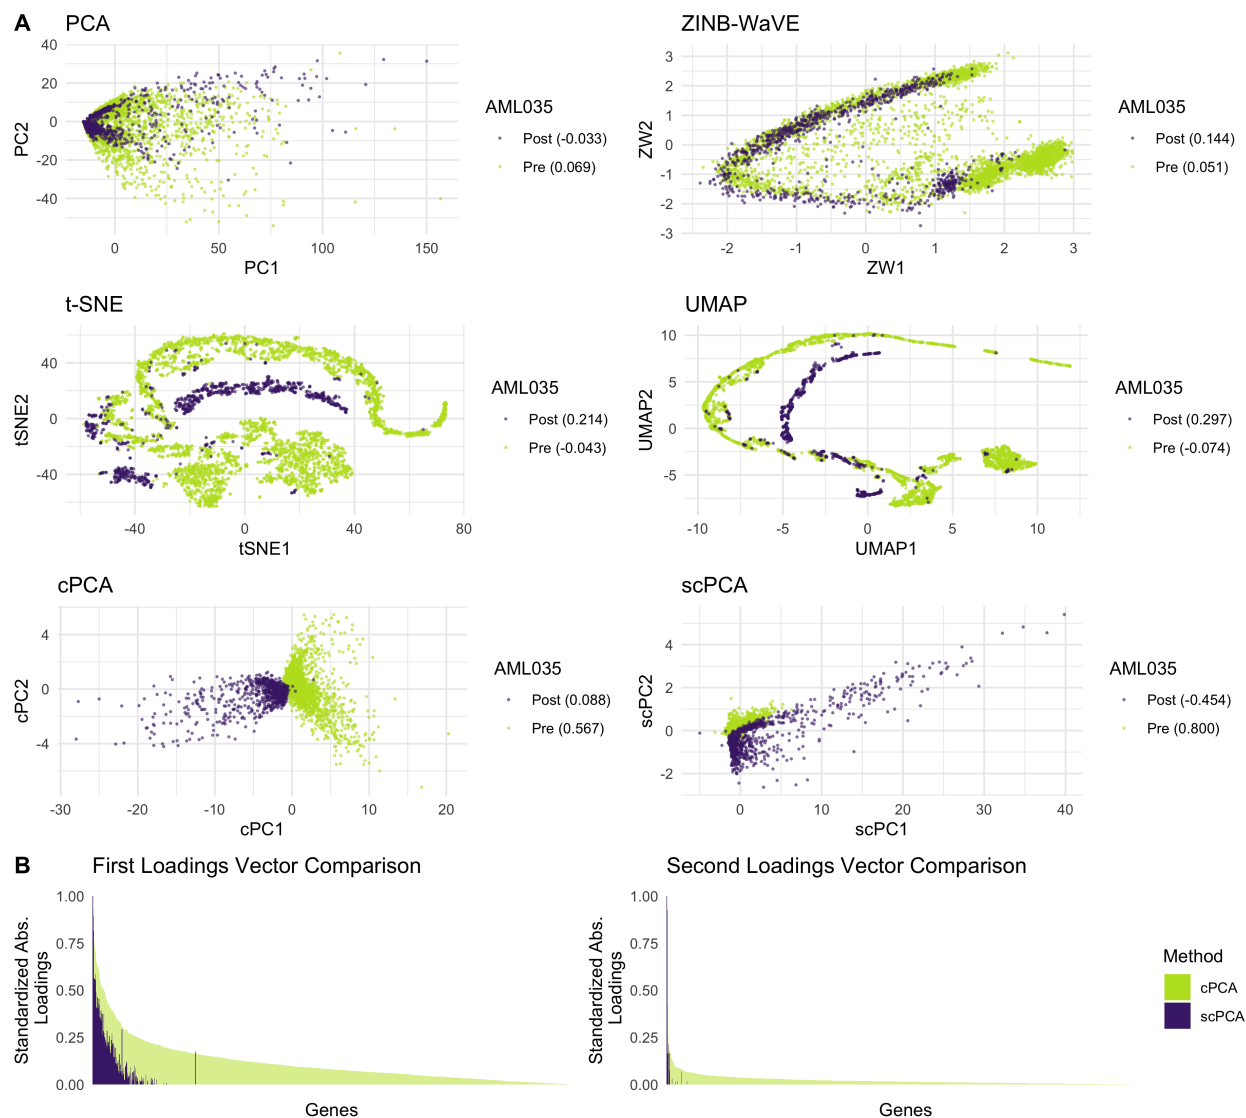 A
PCA
40
20
0
-20
-40
PC2
0
50
100
150
PC1
AML035
Post (-0.033)
Pre (0.069)
ZINB-WaVE
3
2
1
0
-1
-2
-3
ZW2
-2
-1
0
1
2
3
ZW1
AML035
Post (0.144)
Pre (0.051)
t-SNE
40
0
-40
tSNE2
-40
0
40
80
tSNE1
AML035
Post (0.214)
Pre (-0.043)
UMAP
10
5
0
-5
UMAP2
-10
-5
0
5
10
UMAP1
AML035
Post (0.297)
Pre (-0.074)
cPCA
4
0
-4
cPC2
-30
-20
-10
0
10
20
cPC1
AML035
Post (0.088)
Pre (0.567)
scPCA
4
2
0
-2
scPC2
0
10
20
30
40
scPC1
AML035
Post (-0.454)
Pre (0.800)
B
First Loadings Vector Comparison
1.00
0.75
0.50
0.25
0.00
Standardized Abs.
Loadings
Genes
Second Loadings Vector Comparison
1.00
0.75
0.50
0.25
0.00
Standardized Abs.
Loadings
Genes
Method
cPCA
scPCA